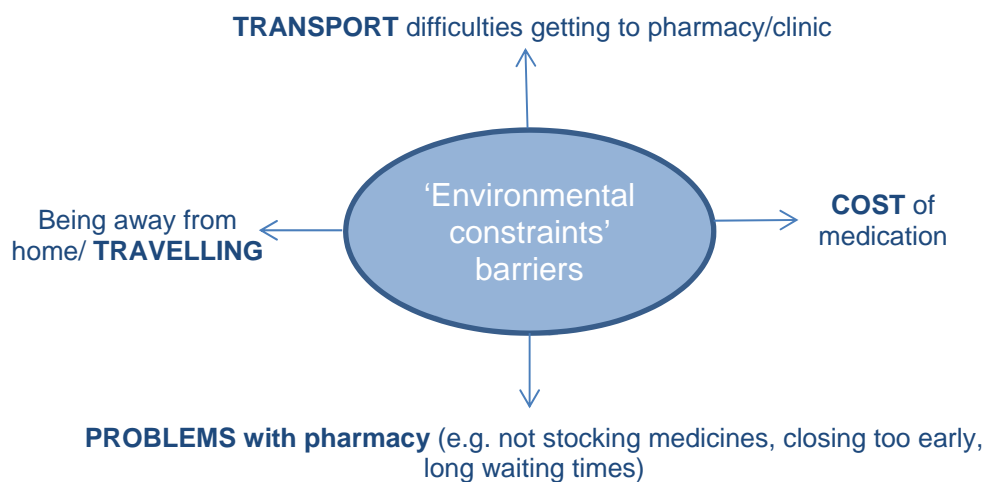 TRANSPORT difficulties getting to pharmacy/clinic
‘Environmental
constraints’
barriers
Being away from
home/ TRAVELLING
COST of
medication
PROBLEMS with pharmacy (e.g. not stocking medicines, closing too early,
long waiting times)